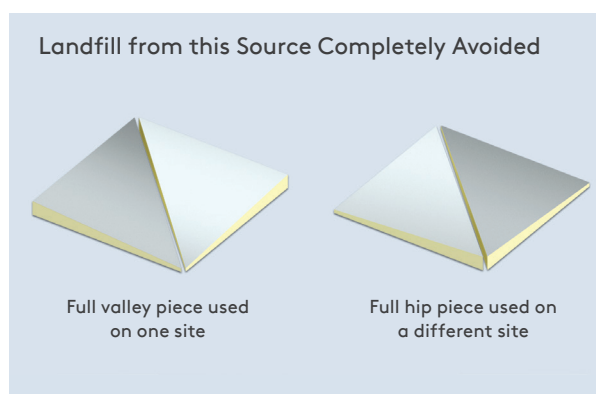 Landfill from this Source Completely Avoided
Full valley piece used
on one site
Full hip piece used on
a different site